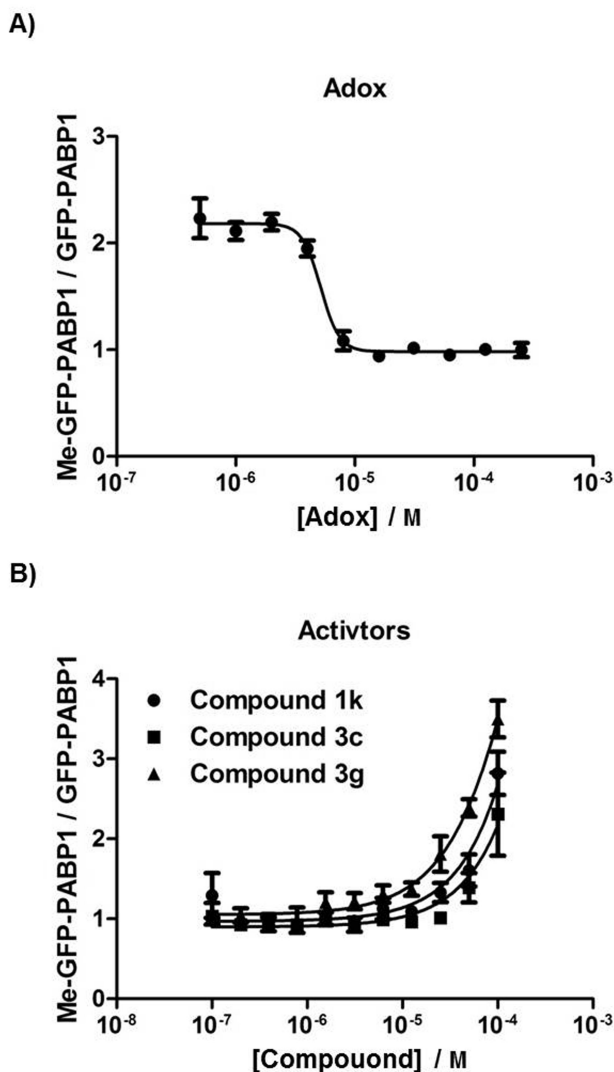 A)
Adox
Me-GFP-PABP1 / GFP-PABP1
3
2
1
0
10-7
10-6
10-5
10-4
10-3
[Adox] / M
B)
Activtors
Me-GFP-PABP1 / GFP-PABP1
4
3
2
1
0
Compound 1k
Compound 3c
Compound 3g
10-8
10-7
10-6
10-5
10-4
10-3
[Compouond] / M